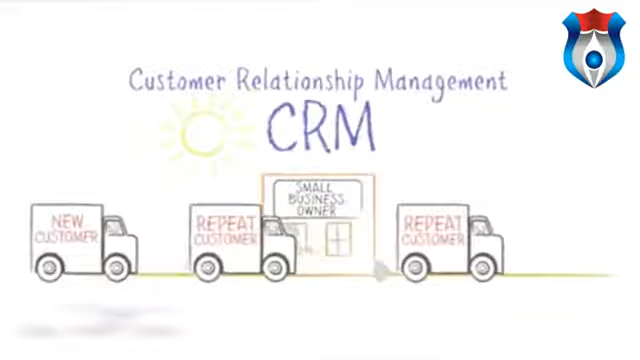 Customer Relationship Management
CRM
SMALL
BUSINESS
OWNER
NEW
CUSTOMER
REPEAT
CUSTOMER
REPEAT
CUSTOMER